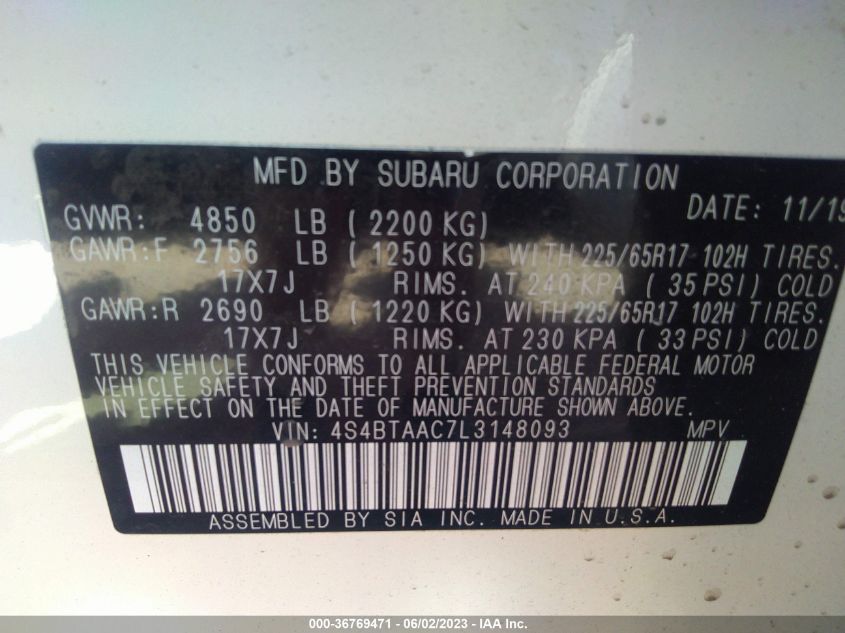 MFD BY SUBARU CORPORATION
DATE: 11/19
GVWR: 4850 LB ( 2200 KG)
GAWR:F 2756 LB ( 1250 KG) WITH 225/65R17 102H TIRES.
17X7J RIMS. AT 240 KPA ( 35 PSI) COLD
GAWR:R 2690 LB ( 1220 KG) WITH 225/65R17 102H TIRES.
17X7J RIMS. AT 230 KPA ( 33 PSI) COLD
THIS VEHICLE CONFORMS TO ALL APPLICABLE FEDERAL MOTOR
VEHICLE SAFETY AND THEFT PREVENTION STANDARDS
IN EFFECT ON THE DATE OF MANUFACTURE SHOWN ABOVE.
VIN: 4S4BTAAC7L3148093 MPV
ASSEMBLED BY SIA INC. MADE IN U.S.A.
000-36769471 - 06/02/2023 - IAAI.com